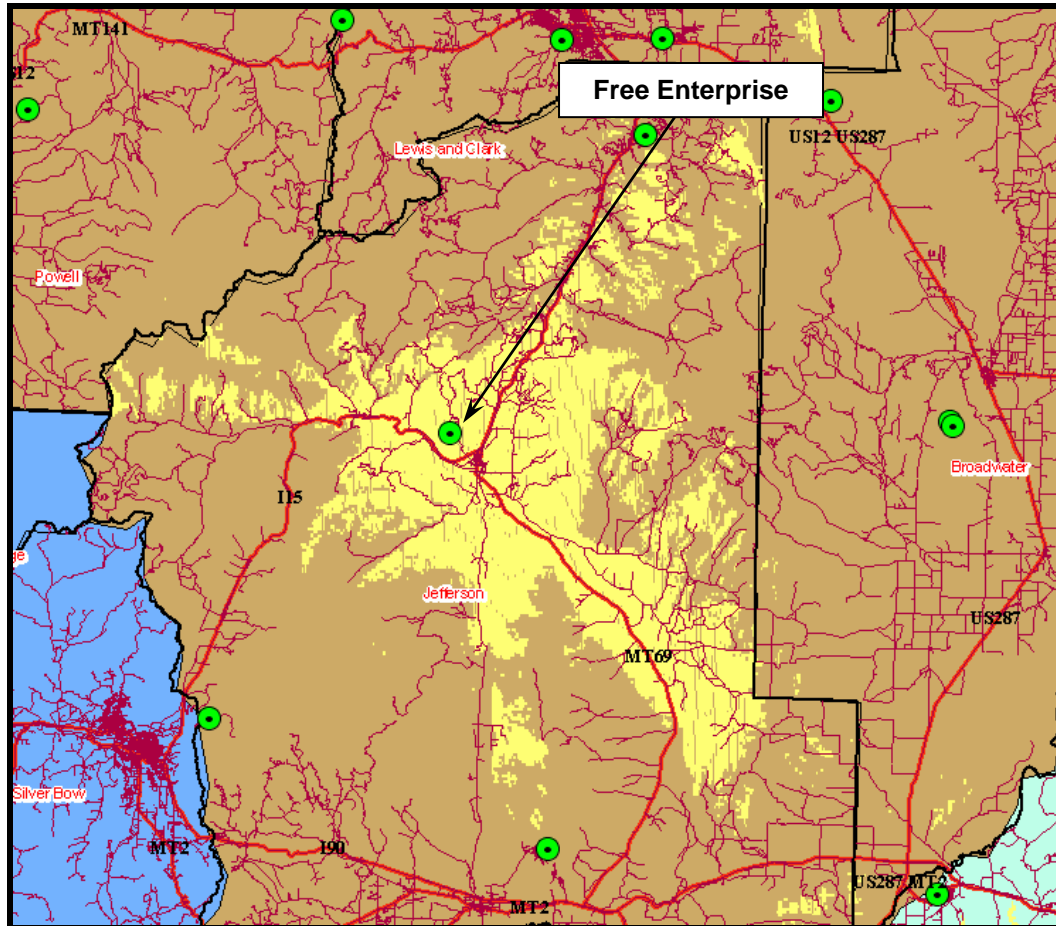 MT141
Free Enterprise
US12 US287
Lewis and Clark
Powell
Broadwater
I15
Jefferson
US287
MT69
Silver Bow
MT2
I90
US287 MT2
MT2